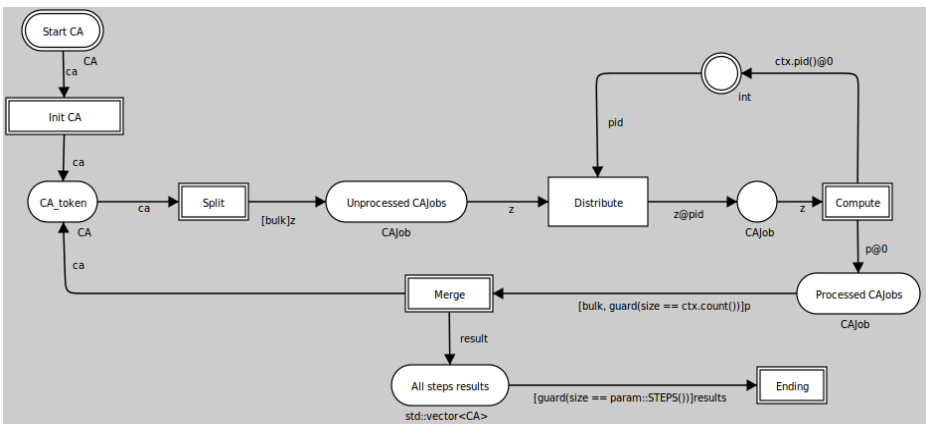 Start CA
CA
ca
Init CA
ca
CA_token
CA
ca
Split
[bulk]z
Unprocessed CAJobs
CAJob
z
Distribute
pid
int
ctx.pid()@0
z@pid
CAJob
z
Compute
p@0
Processed CAJobs
CAJob
[bulk, guard(size == ctx.count())]p
Merge
ca
result
All steps results
std::vector<CA>
[guard(size == param::STEPS())]results
Ending